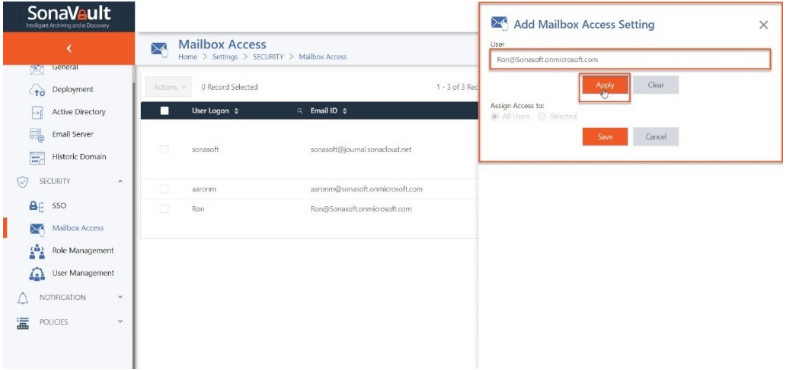 SonaVault
Intelligent Archiving and e-Discovery
General
Deployment
Active Directory
Email Server
Historic Domain
SECURITY
SSO
Mailbox Access
Role Management
User Management
NOTIFICATION
POLICIES
Mailbox Access
Home > Settings > SECURITY > Mailbox Access
Actions 0 Record Selected 1 - 3 of 3 Rec
User Logon Email ID
sonasoft sonasoft@journal.sonacloud.net
aaronm aaronm@sonasoft.onmicrosoft.com
Ron Ron@Sonasoft.onmicrosoft.com
Add Mailbox Access Setting
User
Ron@Sonasoft.onmicrosoft.com
Apply Clear
Assign Access to:
All Users Selected
Save Cancel